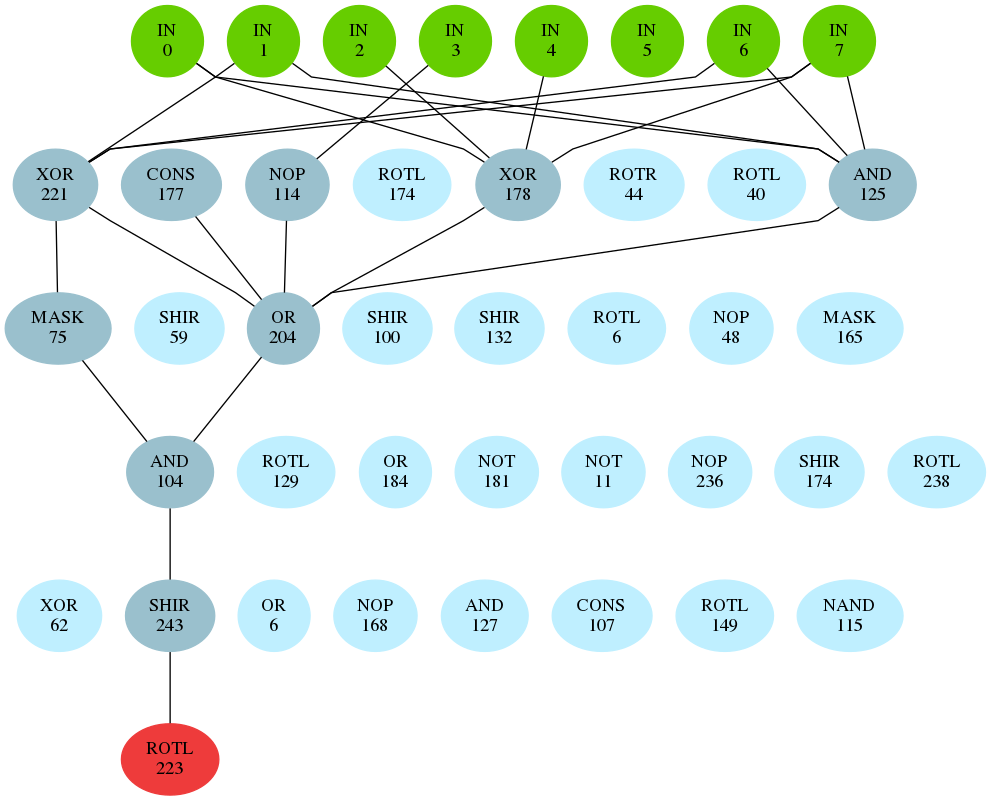 IN IN IN IN IN IN IN IN
0 1 2 3 4 5 6 7
XOR CONS NOP ROTL XOR ROTR ROTL AND
221 177 114 174 178 44 40 125
MASK SHIR OR SHIR SHIR ROTL NOP MASK
75 59 204 100 132 6 48 165
AND ROTL OR NOT NOT NOP SHIR ROTL
104 129 184 181 11 236 174 238
XOR SHIR OR NOP AND CONS ROTL NAND
62 243 6 168 127 107 149 115
ROTL
223